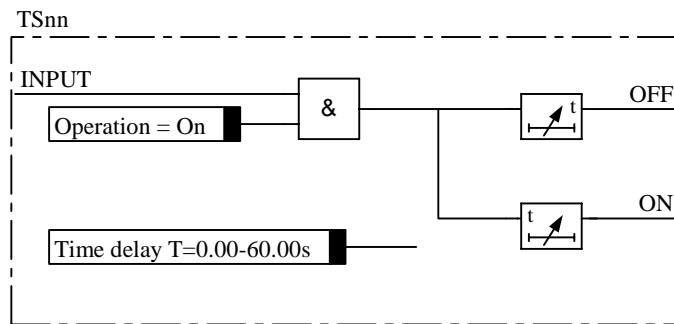 TSnn
INPUT
OFF
&
t
Operation = On
ON
t
Time delay T=0.00-60.00s